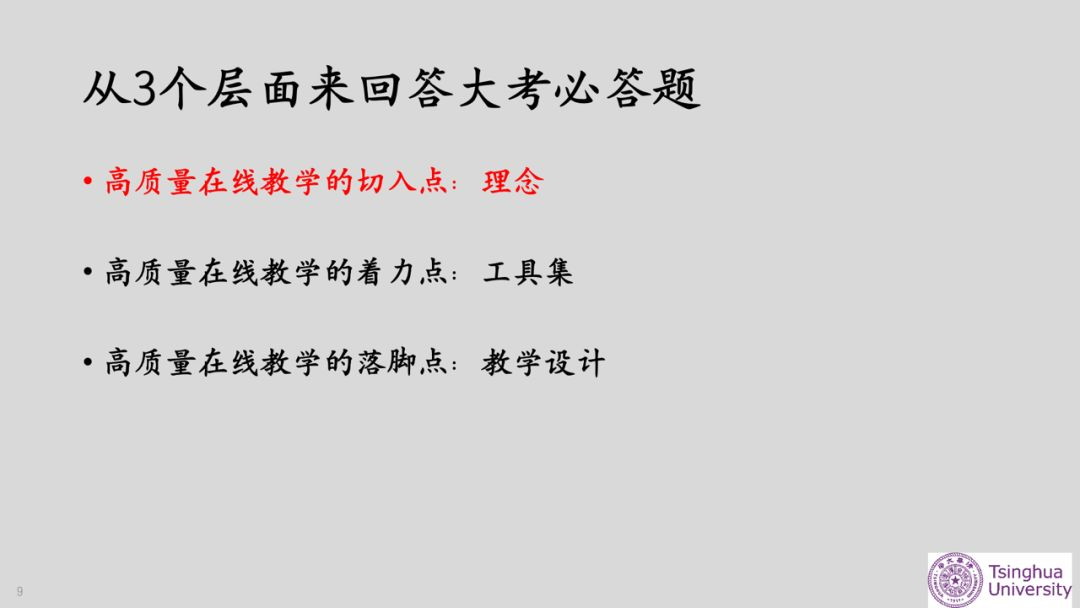 从3个层面来回答大考必答题
• 高质量在线教学的切入点：理念
• 高质量在线教学的着力点：工具集
• 高质量在线教学的落脚点：教学设计
9
Tsinghua
University